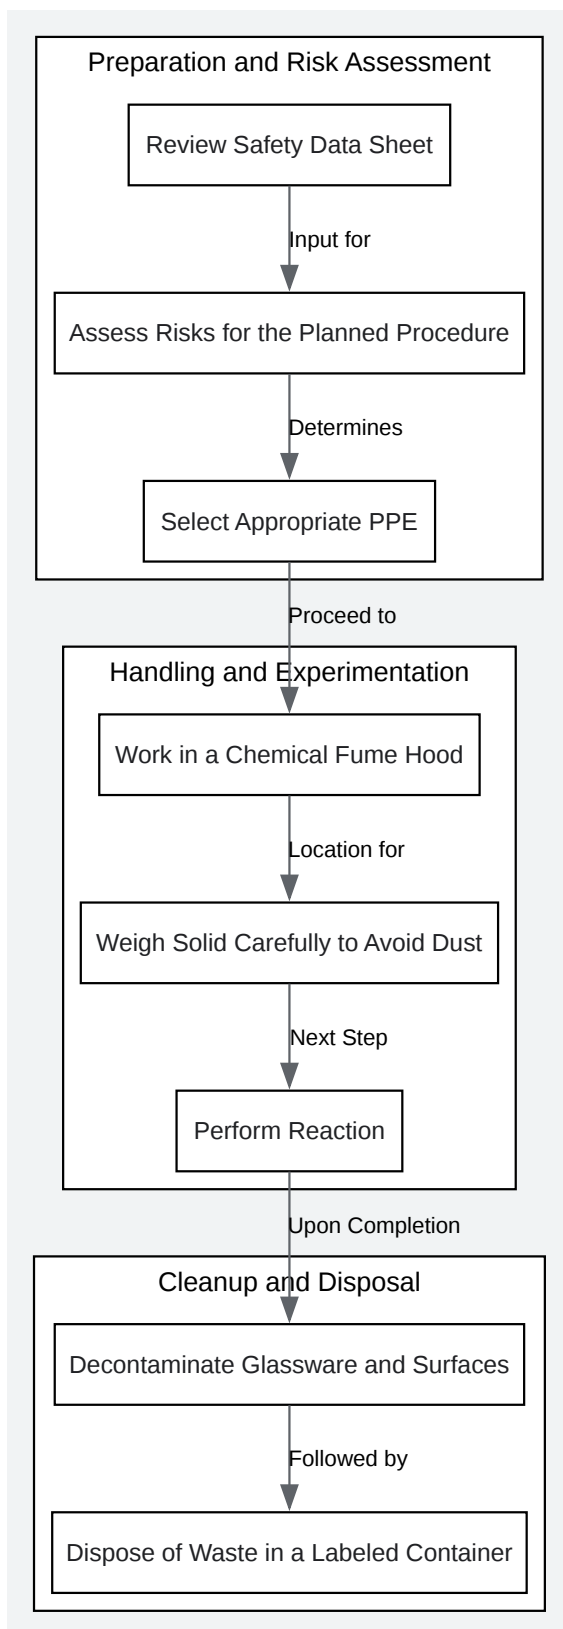 Preparation and Risk Assessment
Review Safety Data Sheet
Input for
Assess Risks for the Planned Procedure
Determines
Select Appropriate PPE
Proceed to
Handling and Experimentation
Work in a Chemical Fume Hood
Location for
Weigh Solid Carefully to Avoid Dust
Next Step
Perform Reaction
Upon Completion
Cleanup and Disposal
Decontaminate Glassware and Surfaces
Followed by
Dispose of Waste in a Labeled Container